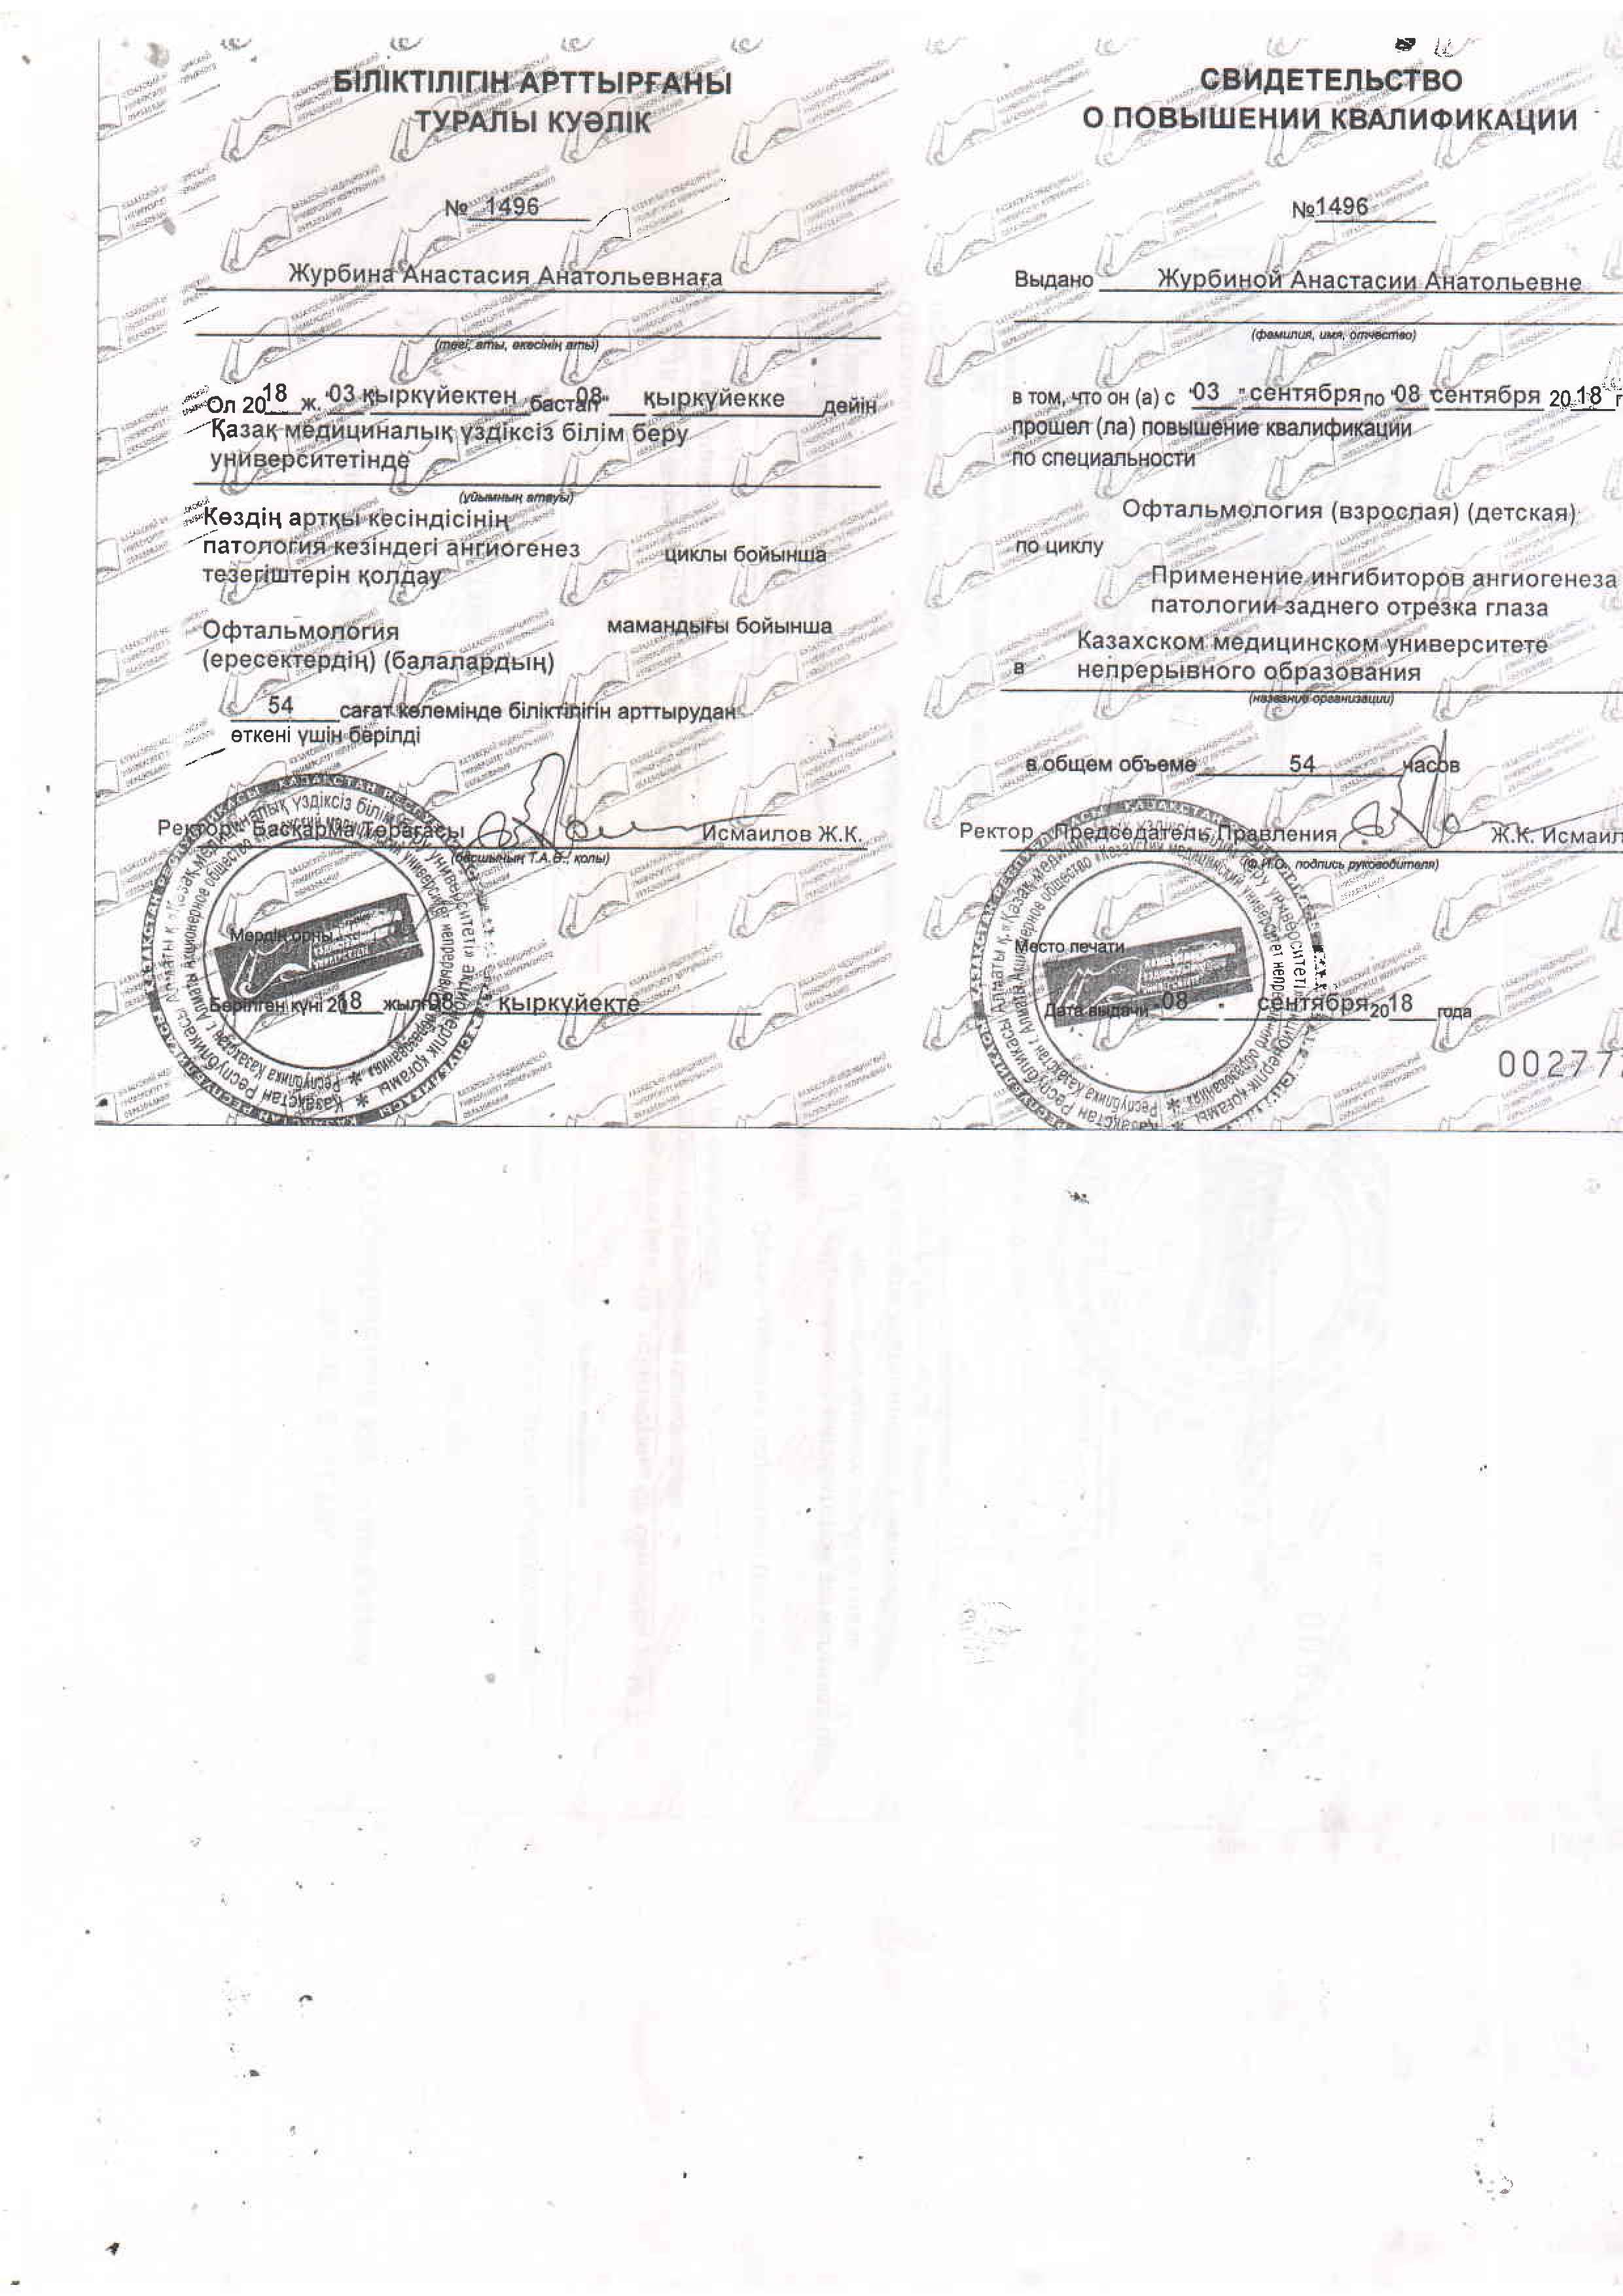 БІЛІКТІЛІГІН АРТТЫРҒАНЫ
ТУРАЛЫ КУӘЛІК
№ 1496
Журбина Анастасия Анатольевнаға
(тегі, аты, әкесінің аты)
Ол 2018 ж. 03 қыркүйектен бастап 08 қыркүйекке дейін
Қазақ медициналық үздіксіз білім беру
университетінде
(ұйымның атауы)
Көздің артқы кесіндісінің
патология кезіндегі ангиогенез циклы бойынша
тезегіштерін қолдау
Офтальмология мамандығы бойынша
(ересектердің) (балалардың)
54 сағат көлемінде біліктілігін арттырудан
өткені үшін берілді
Ректор, Басқарма Төрағасы Исмаилов Ж.К.
(басшының Т.А.Ә., қолы)
Мөрдің орны
Берілген күні 2018 жылғы 08 қыркүйекте
СВИДЕТЕЛЬСТВО
О ПОВЫШЕНИИ КВАЛИФИКАЦИИ
№1496
Выдано Журбиной Анастасии Анатольевне
(фамилия, имя, отчество)
в том, что он (а) с "03 " сентября по "08 сентября 2018 г
прошел (ла) повышение квалификации
по специальности
Офтальмология (взрослая) (детская)
по циклу
Применение ингибиторов ангиогенеза
патологии заднего отрезка глаза
Казахском медицинском университете
в непрерывного образования
(название организации)
в общем объеме 54 часов
Ректор, Председатель Правления Ж.К. Исмаил
(Ф.И.О., подпись руководителя)
Место печати
Дата выдачи "08 " сентября 2018 года
00277